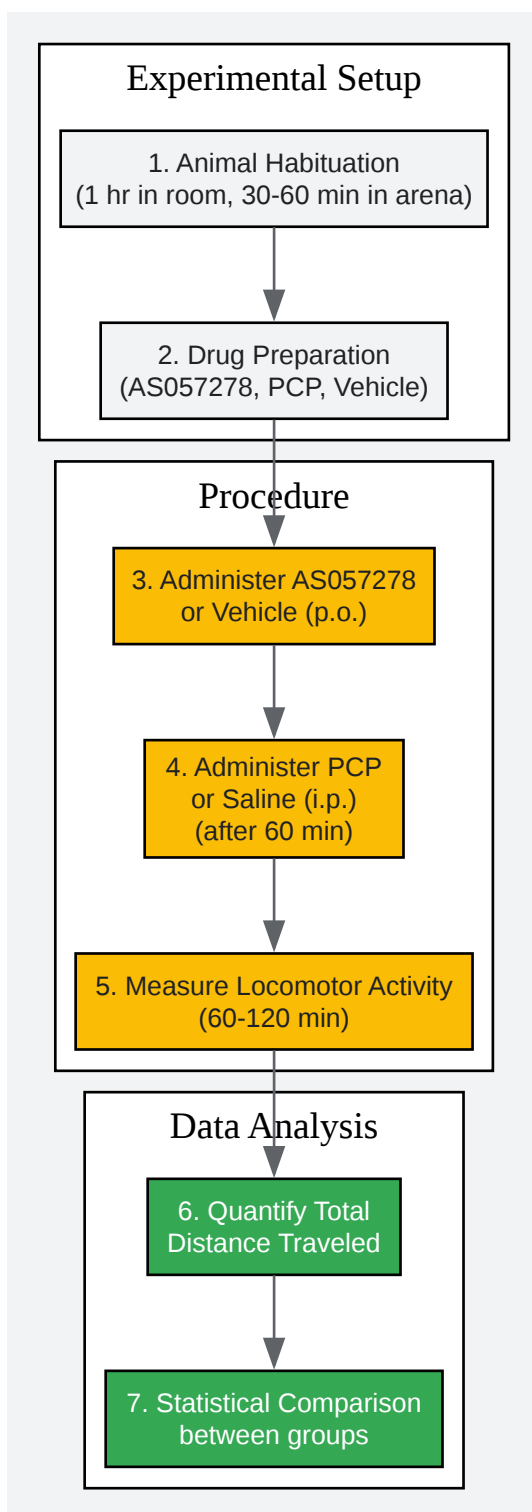 Experimental Setup
1. Animal Habituation
(1 hr in room, 30-60 min in arena)
2. Drug Preparation
(AS057278, PCP, Vehicle)
Procedure
3. Administer AS057278
or Vehicle (p.o.)
4. Administer PCP
or Saline (i.p.)
(after 60 min)
5. Measure Locomotor Activity
(60-120 min)
Data Analysis
6. Quantify Total
Distance Traveled
7. Statistical Comparison
between groups